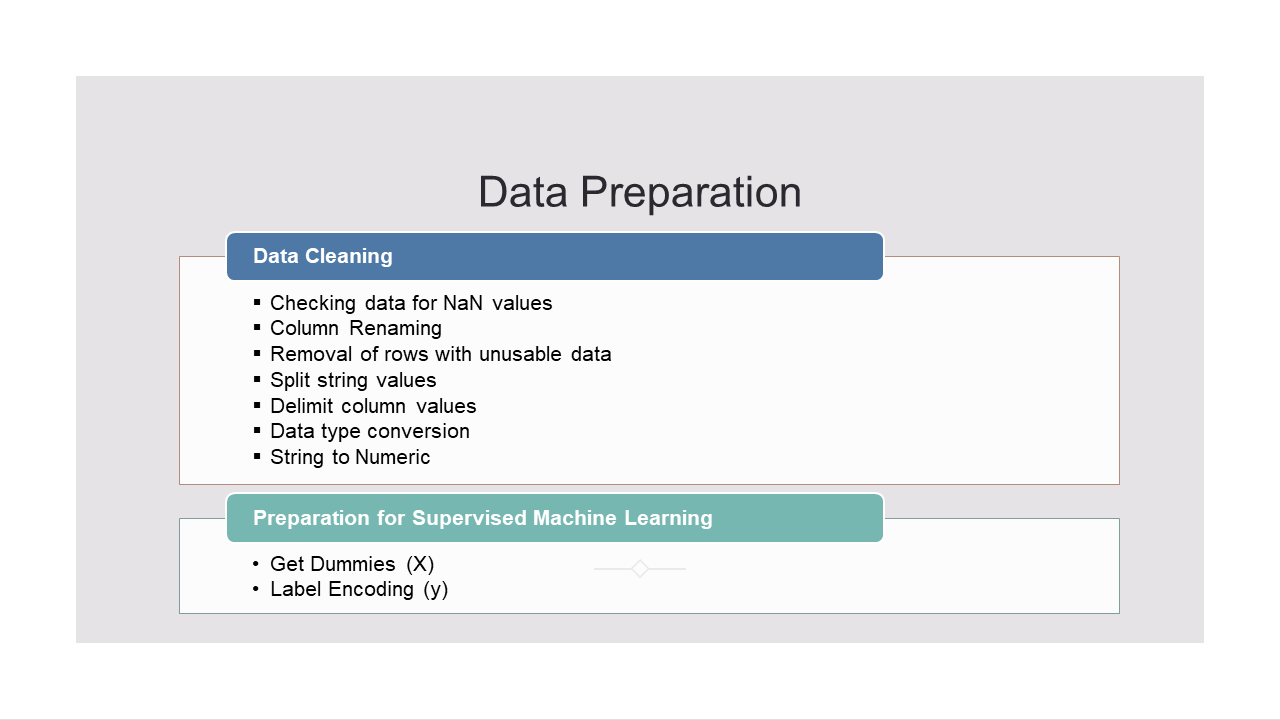 Data Preparation
Data Cleaning
▪ Checking data for NaN values
▪ Column Renaming
▪ Removal of rows with unusable data
▪ Split string values
▪ Delimit column values
▪ Data type conversion
▪ String to Numeric
Preparation for Supervised Machine Learning
• Get Dummies (X)
• Label Encoding (y)